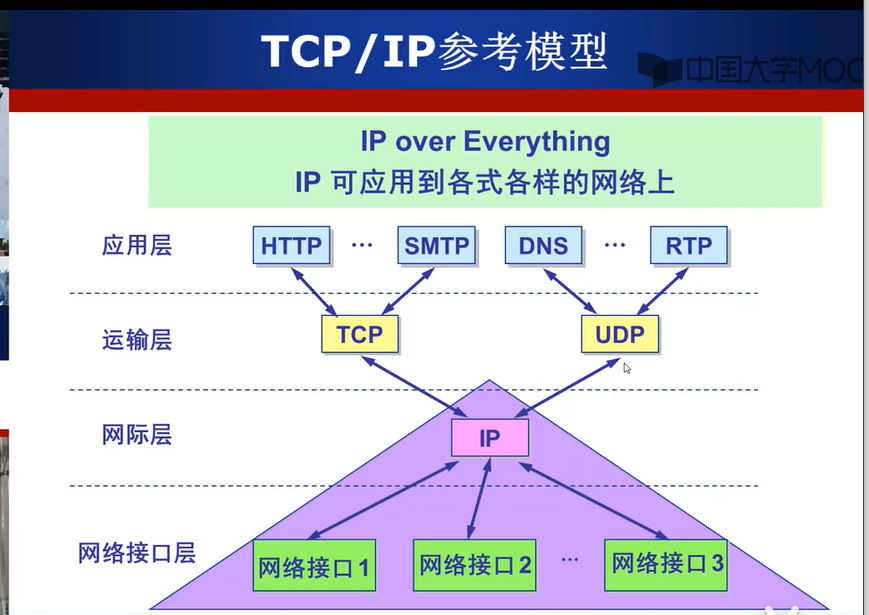 TCP/IP参考模型
中国大学MOO
IP over Everything
IP 可应用到各式各样的网络上
应用层 HTTP … SMTP DNS … RTP
运输层 TCP UDP
网际层 IP
网络接口层 网络接口1 网络接口2 … 网络接口3